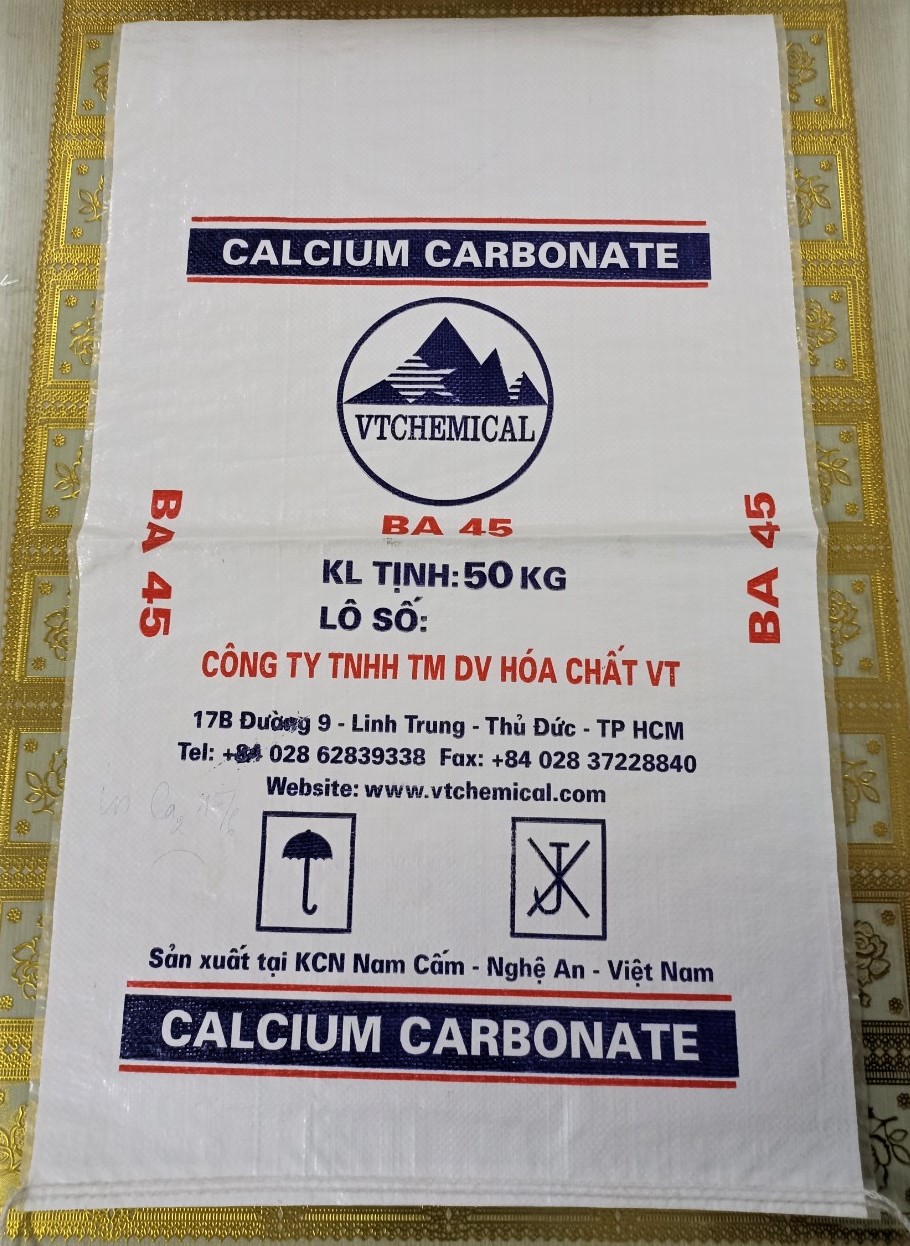 CALCIUM CARBONATE
VTCHEMICAL
BA 45
BA 45
BA 45
KL TỊNH: 50 KG
LÔ SỐ:
CÔNG TY TNHH TM DV HÓA CHẤT VT
17B Đường 9 - Linh Trung - Thủ Đức - TP HCM
Tel: +84 028 62839338 Fax: +84 028 37228840
Website: www.vtchemical.com
Sản xuất tại KCN Nam Cấm - Nghệ An - Việt Nam
CALCIUM CARBONATE